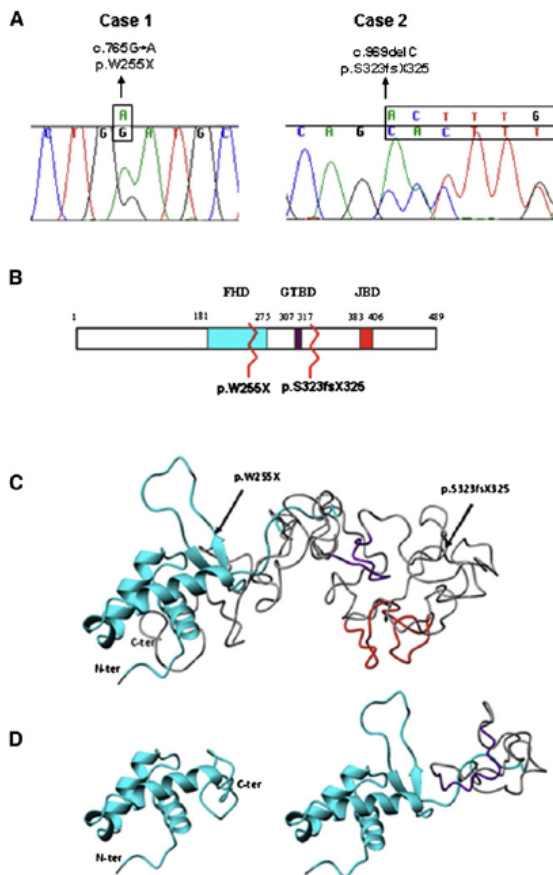 A
Case 1
Case 2
c.765G→A
p.W255X
c.969delC
p.S323fsX325
A
C T G G A T G C
A C T T T G
C A G C A C T T T
B
FHD GTBD JBD
1 181 275 307 317 383 406 489
p.W255X p.S323fsX325
C
p.W255X
p.S323fsX325
C-ter
N-ter
D
C-ter
N-ter